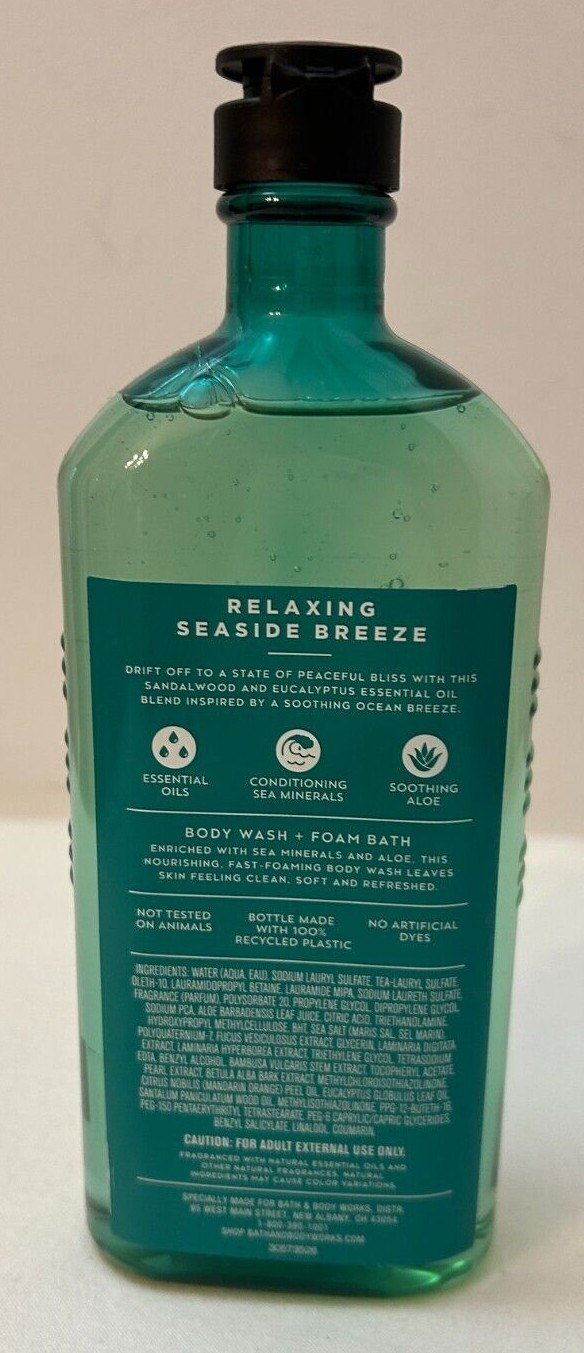 RELAXING
SEASIDE BREEZE
DRIFT OFF TO A STATE OF PEACEFUL BLISS WITH THIS
SANDALWOOD AND EUCALYPTUS ESSENTIAL OIL
BLEND INSPIRED BY A SOOTHING OCEAN BREEZE.
ESSENTIAL
OILS
CONDITIONING
SEA MINERALS
SOOTHING
ALOE
BODY WASH + FOAM BATH
ENRICHED WITH SEA MINERALS AND ALOE, THIS
NOURISHING, FAST-FOAMING BODY WASH LEAVES
SKIN FEELING CLEAN, SOFT AND REFRESHED.
NOT TESTED
ON ANIMALS
BOTTLE MADE
WITH 100%
RECYCLED PLASTIC
NO ARTIFICIAL
DYES
INGREDIENTS: WATER (AQUA, EAU), SODIUM LAURYL SULFATE, TEA-LAURYL SULFATE,
OLETH-10, LAURAMIDOPROPYL BETAINE, LAURAMIDE MIPA, SODIUM LAURETH SULFATE,
FRAGRANCE (PARFUM), POLYSORBATE 20, PROPYLENE GLYCOL, DIPROPYLENE GLYCOL,
SODIUM PCA, ALOE BARBADENSIS LEAF JUICE, CITRIC ACID, TRIETHANOLAMINE,
HYDROXYPROPYL METHYLCELLULOSE, BHT, SEA SALT (MARIS SAL, SEL MARIN),
POLYQUATERNIUM-7, FUCUS VESICULOSUS EXTRACT, GLYCERIN, LAMINARIA DIGITATA
EXTRACT, LAMINARIA HYPERBOREA EXTRACT, TRIETHYLENE GLYCOL, TETRASODIUM
EDTA, BENZYL ALCOHOL, BAMBUSA VULGARIS STEM EXTRACT, TOCOPHERYL ACETATE,
PEARL EXTRACT, BETULA ALBA BARK EXTRACT, METHYLCHLOROISOTHIAZOLINONE,
CITRUS NOBILIS (MANDARIN ORANGE) PEEL OIL, EUCALYPTUS GLOBULUS LEAF OIL,
SANTALUM PANICULATUM WOOD OIL, METHYLISOTHIAZOLINONE, PPG-12-BUTETH-16,
PEG-150 PENTAERYTHRITYL TETRASTEARATE, PEG-6 CAPRYLIC/CAPRIC GLYCERIDES,
BENZYL SALICYLATE, LINALOOL, COUMARIN.
CAUTION: FOR ADULT EXTERNAL USE ONLY.
FRAGRANCED WITH NATURAL ESSENTIAL OILS AND
OTHER NATURAL FRAGRANCES. NATURAL
INGREDIENTS MAY CAUSE COLOR VARIATIONS.
SPECIALLY MADE FOR BATH & BODY WORKS, DISTR.
95 WEST MAIN STREET, NEW ALBANY, OH 43054
1-800-395-1001
SHOP BATHANDBODYWORKS.COM